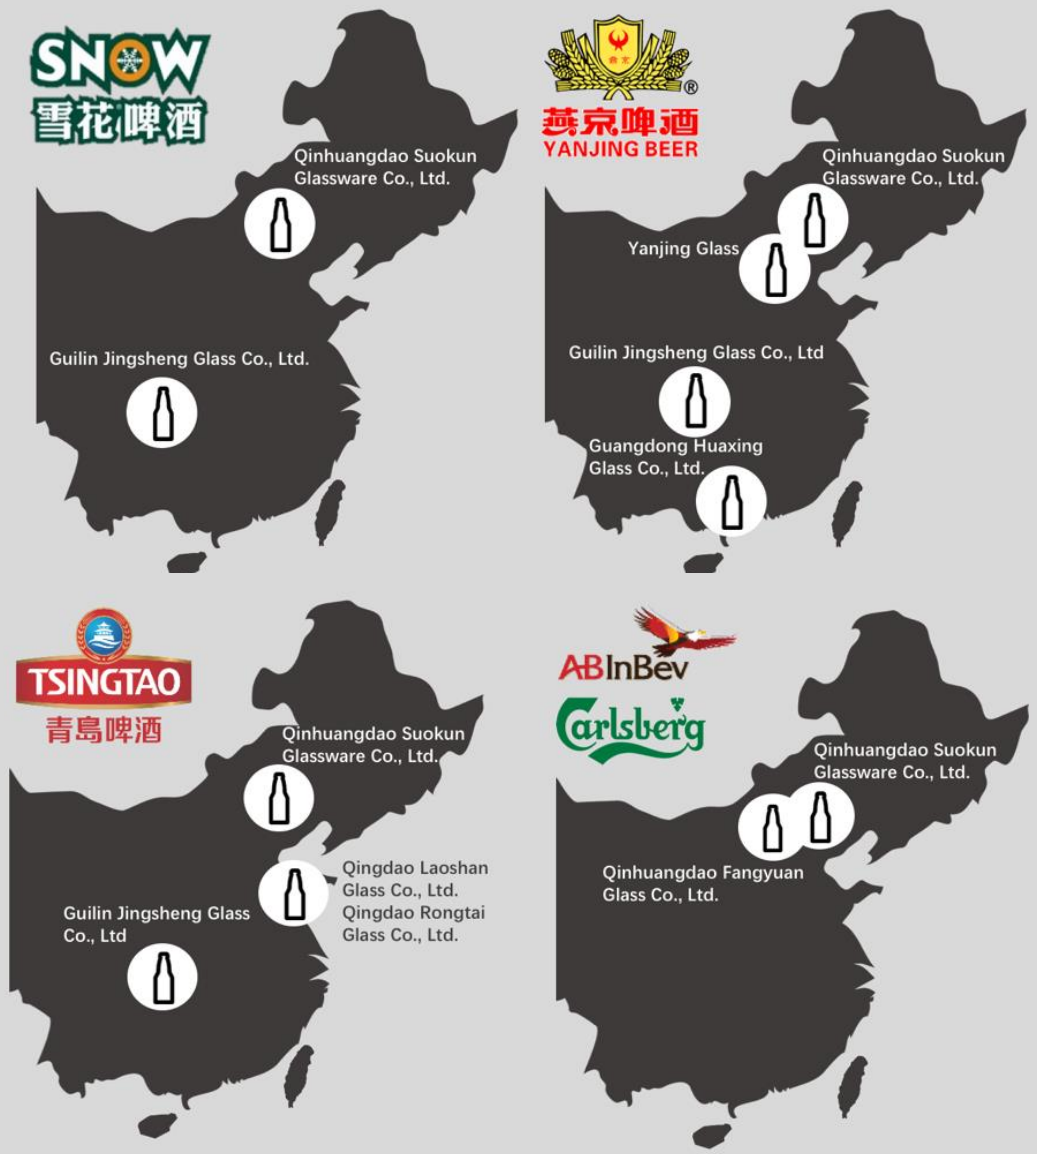 SNOW
雪花啤酒
Qinhuangdao Suokun
Glassware Co., Ltd.
Guilin Jingsheng Glass Co., Ltd.
燕京
®
燕京啤酒
YANJING BEER
Qinhuangdao Suokun
Glassware Co., Ltd.
Yanjing Glass
Guilin Jingsheng Glass Co., Ltd
Guangdong Huaxing
Glass Co., Ltd.
TSINGTAO
青島啤酒
Qinhuangdao Suokun
Glassware Co., Ltd.
Qingdao Laoshan
Glass Co., Ltd.
Qingdao Rongtai
Glass Co., Ltd.
Guilin Jingsheng Glass
Co., Ltd
ABInBev
Carlsberg
Qinhuangdao Suokun
Glassware Co., Ltd.
Qinhuangdao Fangyuan
Glass Co., Ltd.